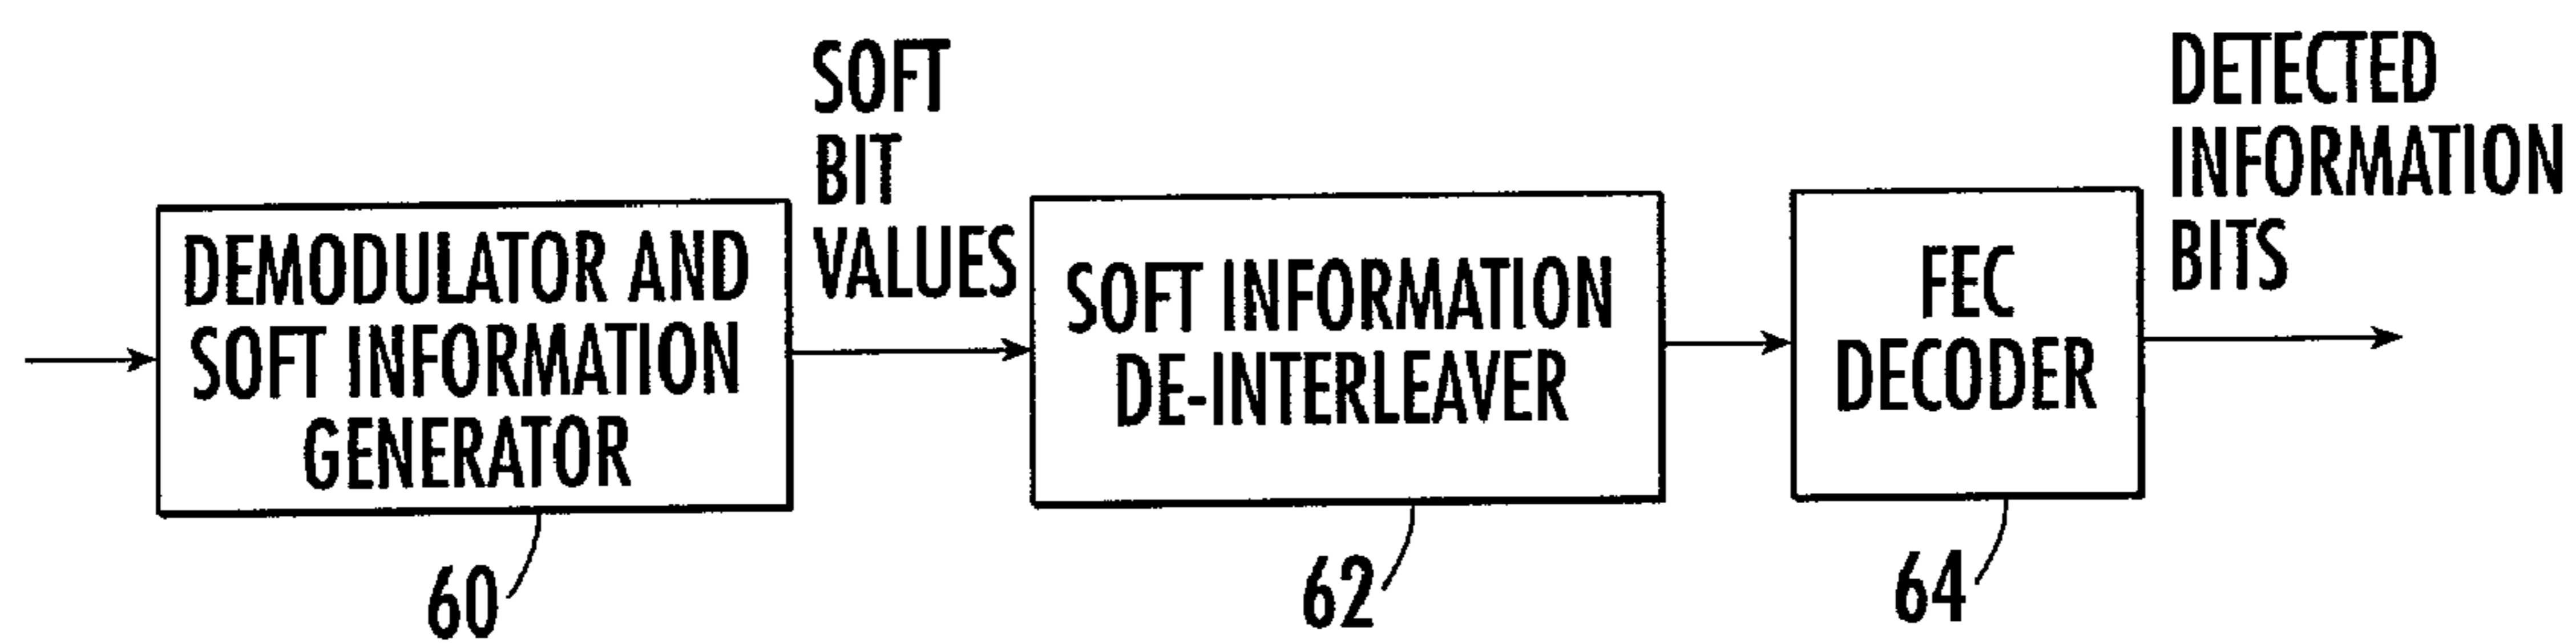 DEMODULATOR AND
SOFT INFORMATION
GENERATOR
60
SOFT
BIT
VALUES
SOFT INFORMATION
DE-INTERLEAVER
62
FEC
DECODER
64
DETECTED
INFORMATION
BITS